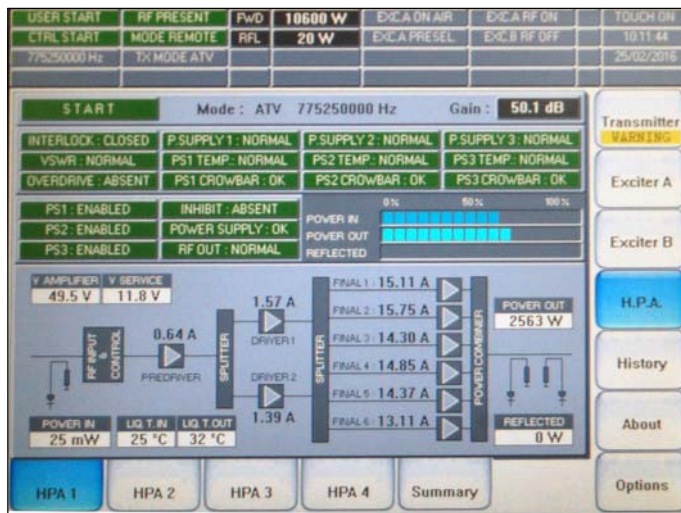 USER START RF PRESENT FWD 10600 W EXC.A ON AIR EXC.A RF ON TOUCH ON
CTRL START MODE REMOTE RFL 20 W EXC.A PRESEL. EXC.B RF OFF 10:11:44
775250000 Hz TX MODE ATV 25/02/2016
START Mode : ATV 775250000 Hz Gain : 50.1 dB
Transmitter
WARNING
INTERLOCK : CLOSED P.SUPPLY 1 : NORMAL P.SUPPLY 2 : NORMAL P.SUPPLY 3 : NORMAL
VSWR : NORMAL PS1 TEMP.: NORMAL PS2 TEMP.: NORMAL PS3 TEMP.: NORMAL
OVERDRIVE : ABSENT PS1 CROWBAR : OK PS2 CROWBAR : OK PS3 CROWBAR : OK
Exciter A
PS1 : ENABLED INHIBIT : ABSENT 0% 50% 100%
PS2 : ENABLED POWER SUPPLY : OK POWER IN
PS3 : ENABLED RF OUT : NORMAL POWER OUT
REFLECTED
Exciter B
V AMPLIFIER V SERVICE
49.5 V 11.8 V
H.P.A.
RF INPUT & CONTROL
0.64 A
PREDRIVER
SPLITTER
1.57 A
DRIVER 1
DRIVER 2
1.39 A
SPLITTER
FINAL 1 : 15.11 A
FINAL 2 : 15.75 A
FINAL 3 : 14.30 A
FINAL 4 : 14.85 A
FINAL 5 : 14.37 A
FINAL 6 : 13.11 A
POWER COMBINER
POWER OUT
2563 W
History
POWER IN LIQ. T. IN LIQ. T. OUT REFLECTED
25 mW 25 °C 32 °C 0 W
About
HPA 1 HPA 2 HPA 3 HPA 4 Summary Options